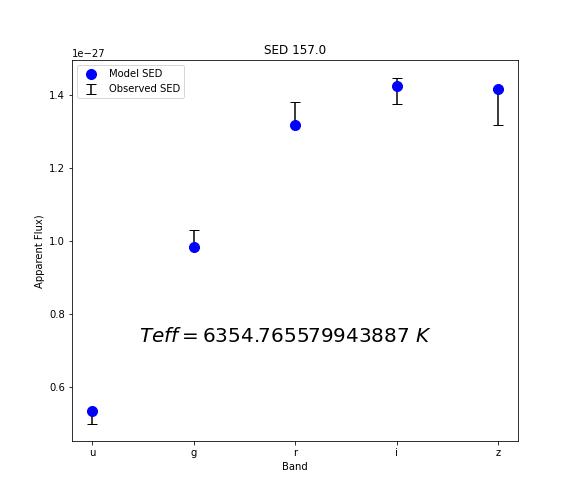 SED 157.0
1e−27
Model SED
Observed SED
1.4
1.2
1.0
0.8
0.6
Apparent Flux)
Teff = 6354.765579943887 K
u g r i z
Band